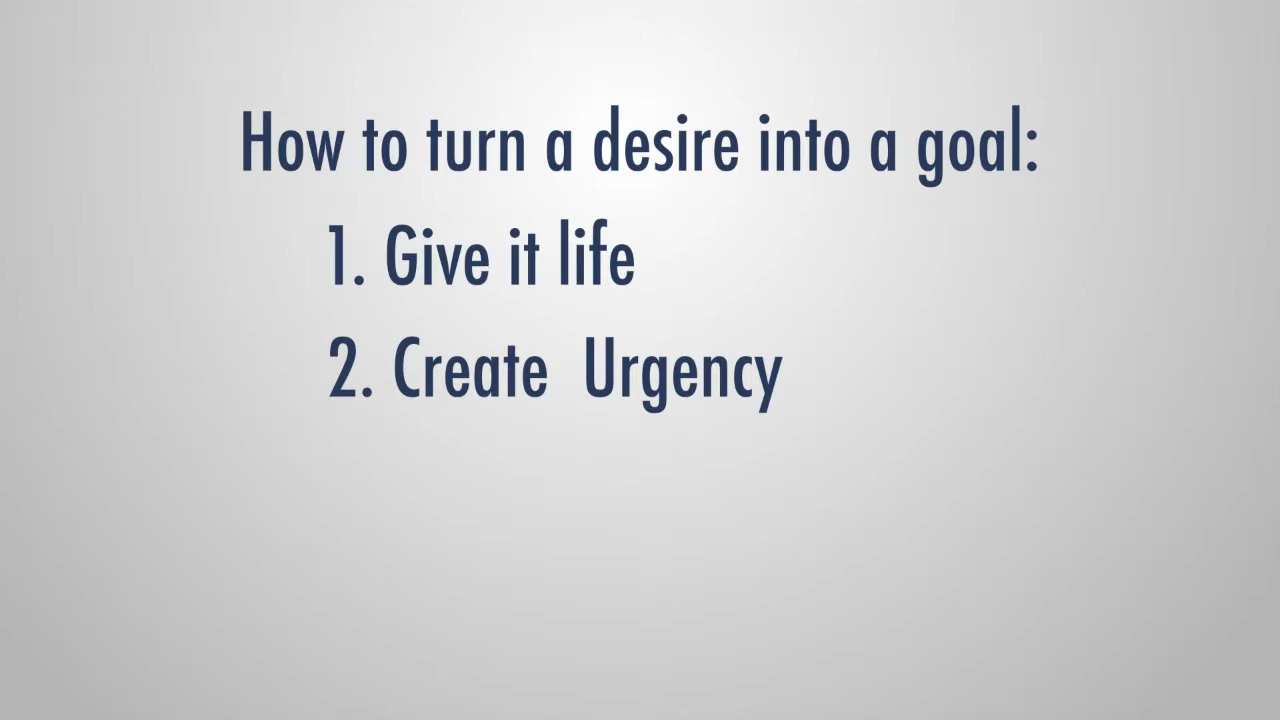 How to turn a desire into a goal:
1. Give it life
2. Create  Urgency